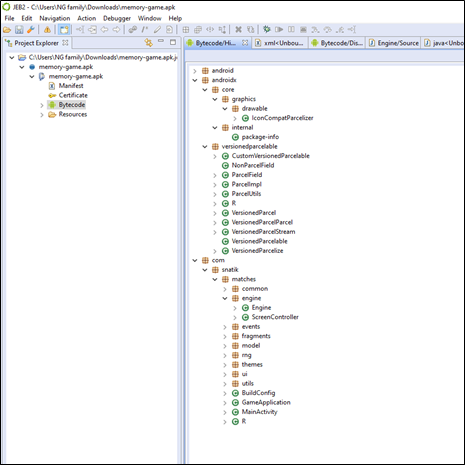 JEB2 - C:\Users\NG family\Downloads\memory-game.apk
File Edit Navigation Action Debugger Window Help
Project Explorer
C:\Users\NG family\Downloads\memory-game.apk.j
memory-game.apk
memory-game.apk
Manifest
Certificate
Bytecode
Resources
Bytecode/Hi... xml<Unbou... Bytecode/Dis... Engine/Source java<Unbou
android
androidx
core
graphics
drawable
IconCompatParcelizer
internal
package-info
versionedparcelable
CustomVersionedParcelable
NonParcelField
ParcelField
ParcelImpl
ParcelUtils
R
VersionedParcel
VersionedParcelParcel
VersionedParcelStream
VersionedParcelable
VersionedParcelize
com
snatik
matches
common
engine
Engine
ScreenController
events
fragments
model
rng
themes
ui
utils
BuildConfig
GameApplication
MainActivity
R